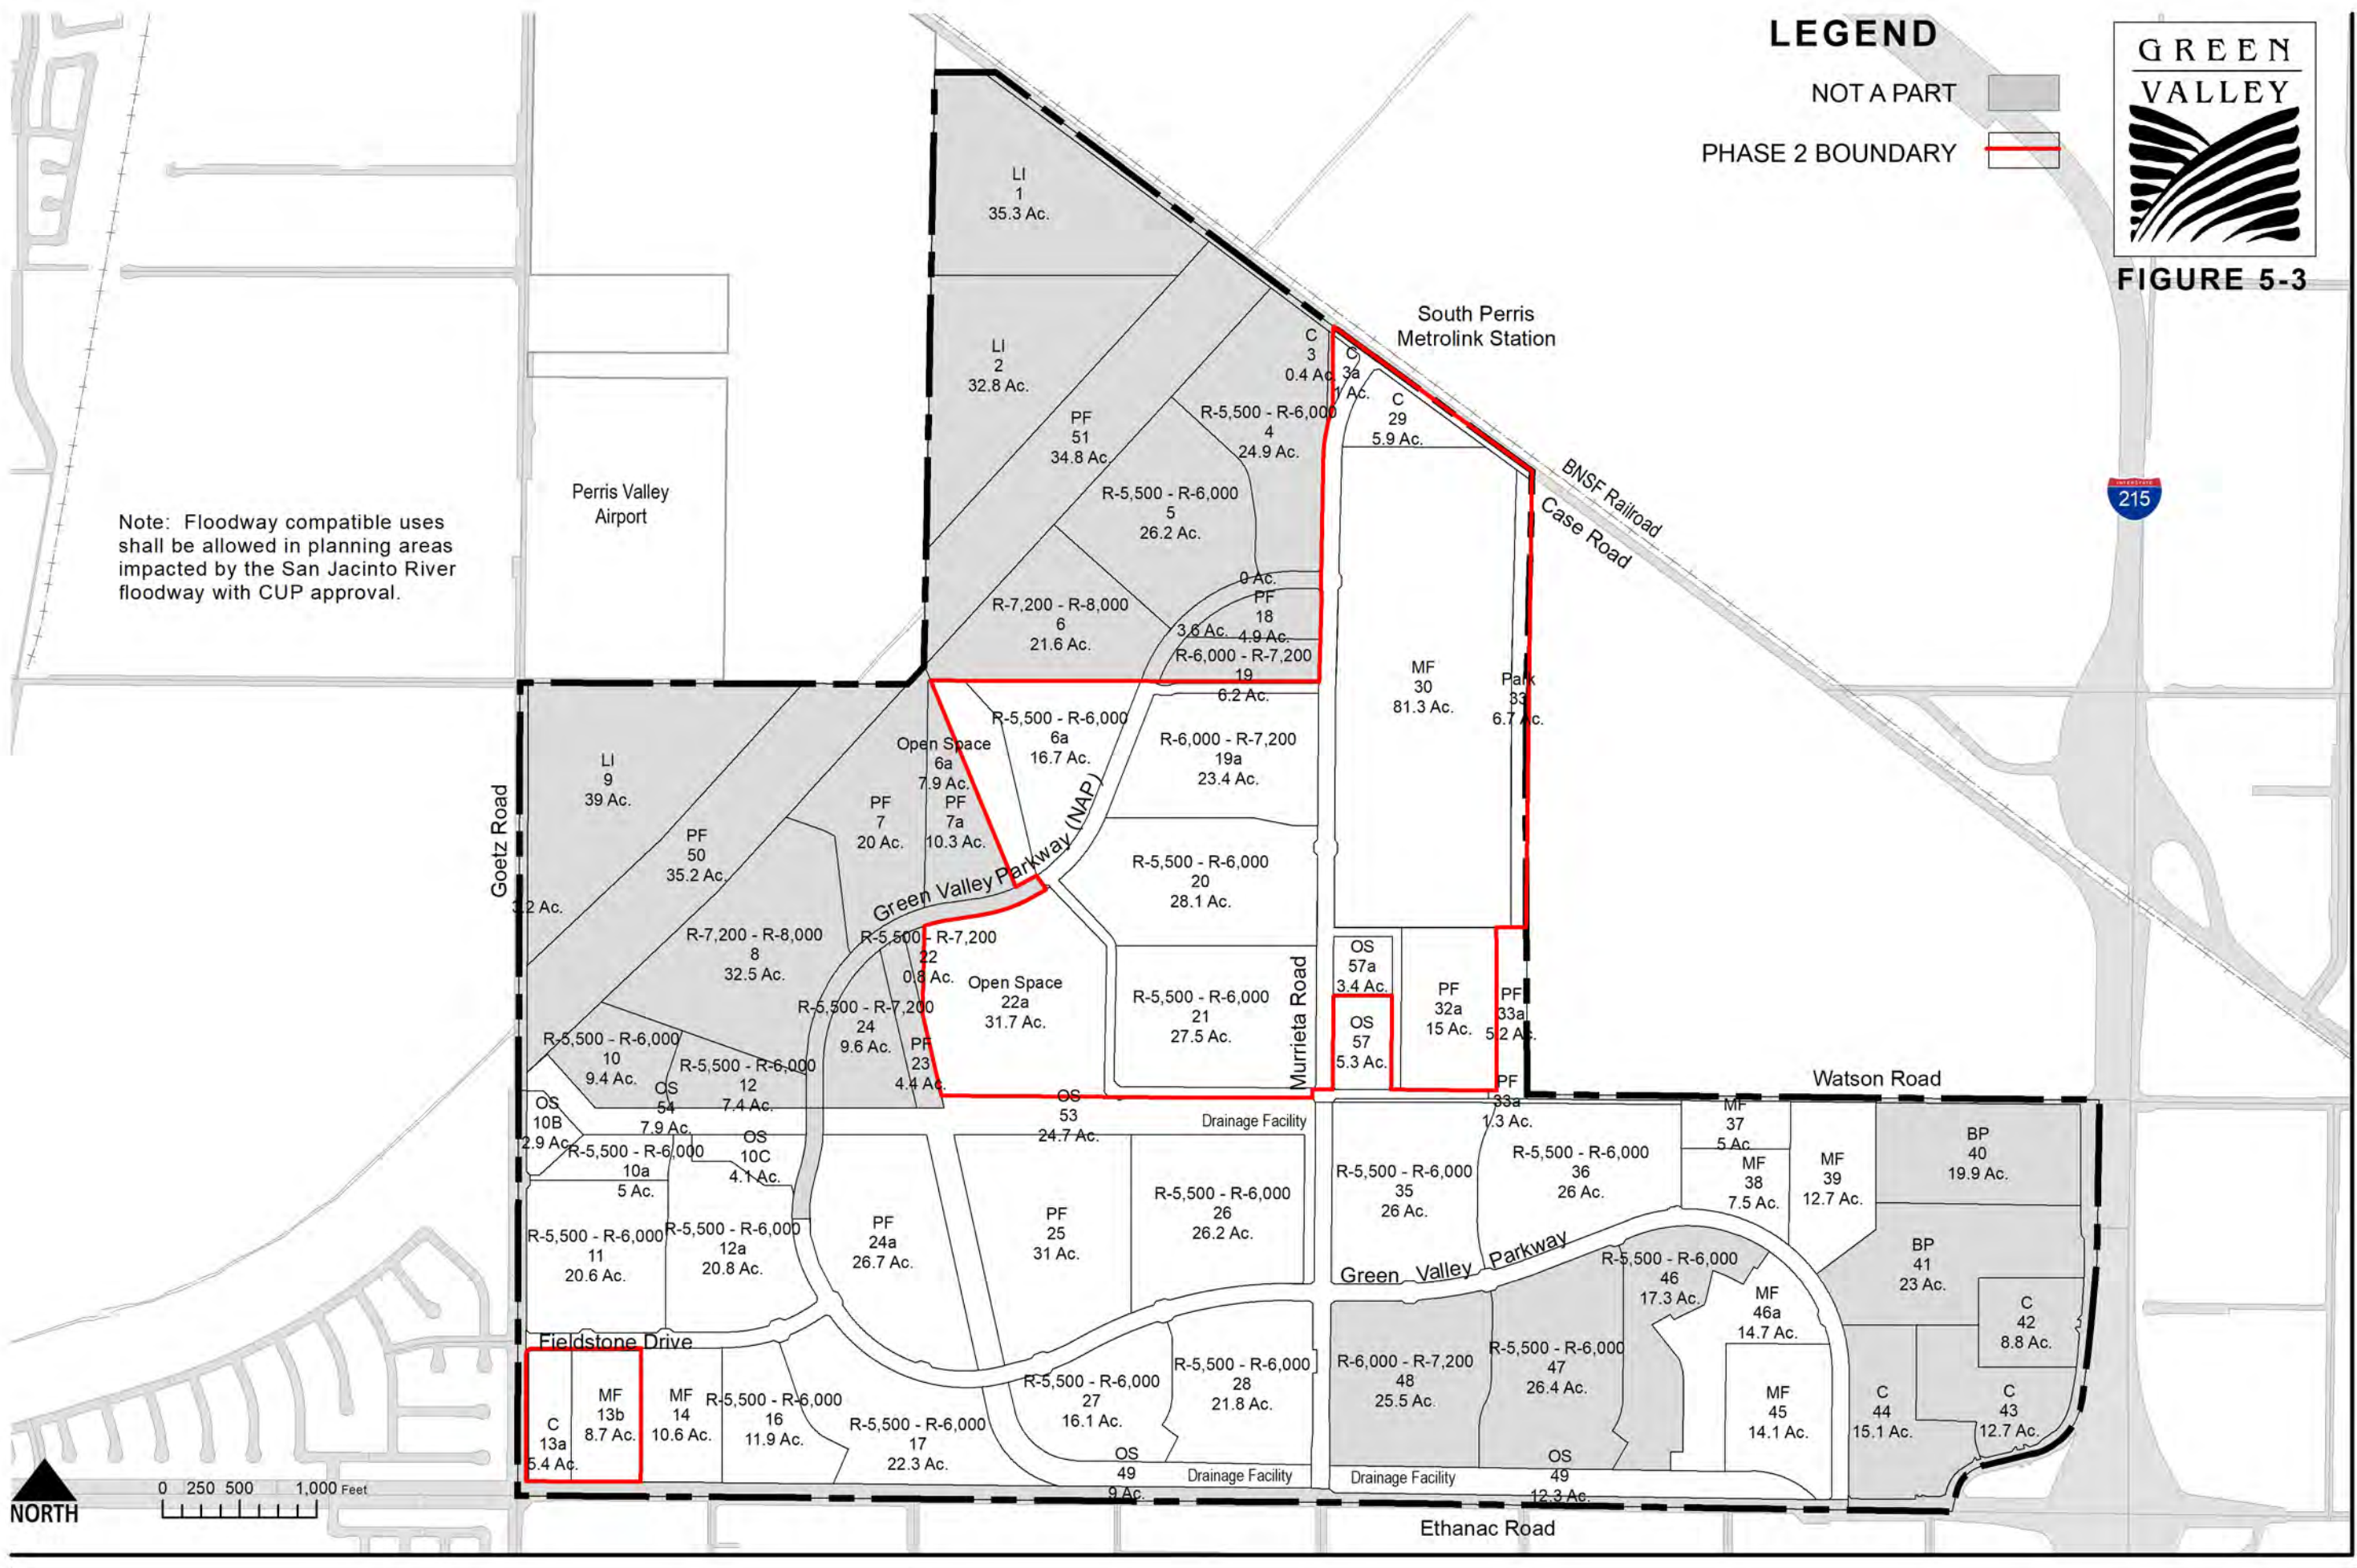 LEGEND
NOT A PART
PHASE 2 BOUNDARY
GREEN
VALLEY
FIGURE 5-3
INTERSTATE
215
South Perris
Metrolink Station
BNSF Railroad
Case Road
Note: Floodway compatible uses
shall be allowed in planning areas
impacted by the San Jacinto River
floodway with CUP approval.
Perris Valley
Airport
LI
1
35.3 Ac.
LI
2
32.8 Ac.
PF
51
34.8 Ac.
C
3
0.4 Ac.
C
3a
1 Ac.
C
29
5.9 Ac.
R-5,500 - R-6,000
4
24.9 Ac.
R-5,500 - R-6,000
5
26.2 Ac.
R-7,200 - R-8,000
6
21.6 Ac.
0 Ac.
PF
18
4.9 Ac.
3.6 Ac.
R-6,000 - R-7,200
19
6.2 Ac.
MF
30
81.3 Ac.
Park
33
6.7 Ac.
R-5,500 - R-6,000
6a
16.7 Ac.
R-6,000 - R-7,200
19a
23.4 Ac.
Open Space
6a
7.9 Ac.
PF
7
20 Ac.
PF
7a
10.3 Ac.
LI
9
39 Ac.
PF
50
35.2 Ac.
Goetz Road
3.2 Ac.
Green Valley Parkway (NAP)
R-5,500 - R-6,000
20
28.1 Ac.
R-7,200 - R-8,000
8
32.5 Ac.
R-5,500 - R-7,200
22
0.8 Ac.
Open Space
22a
31.7 Ac.
R-5,500 - R-6,000
21
27.5 Ac.
Murrieta Road
OS
57a
3.4 Ac.
OS
57
5.3 Ac.
PF
32a
15 Ac.
PF
33a
5.2 Ac.
R-5,500 - R-7,200
24
9.6 Ac.
PF
23
4.4 Ac.
R-5,500 - R-6,000
10
9.4 Ac.
R-5,500 - R-6,000
12
7.4 Ac.
OS
54
7.9 Ac.
OS
10B
2.9 Ac.
OS
53
24.7 Ac.
Drainage Facility
PF
33a
1.3 Ac.
Watson Road
R-5,500 - R-6,000
10a
5 Ac.
OS
10C
4.1 Ac.
R-5,500 - R-6,000
11
20.6 Ac.
R-5,500 - R-6,000
12a
20.8 Ac.
PF
24a
26.7 Ac.
PF
25
31 Ac.
R-5,500 - R-6,000
26
26.2 Ac.
R-5,500 - R-6,000
35
26 Ac.
R-5,500 - R-6,000
36
26 Ac.
MF
37
5 Ac.
MF
38
7.5 Ac.
MF
39
12.7 Ac.
BP
40
19.9 Ac.
BP
41
23 Ac.
C
42
8.8 Ac.
Green Valley Parkway
R-5,500 - R-6,000
46
17.3 Ac.
MF
46a
14.7 Ac.
Fieldstone Drive
C
13a
5.4 Ac.
MF
13b
8.7 Ac.
MF
14
10.6 Ac.
R-5,500 - R-6,000
16
11.9 Ac.
R-5,500 - R-6,000
17
22.3 Ac.
R-5,500 - R-6,000
27
16.1 Ac.
R-5,500 - R-6,000
28
21.8 Ac.
R-6,000 - R-7,200
48
25.5 Ac.
R-5,500 - R-6,000
47
26.4 Ac.
MF
45
14.1 Ac.
C
44
15.1 Ac.
C
43
12.7 Ac.
OS
49
9 Ac.
Drainage Facility
Drainage Facility
OS
49
12.3 Ac.
Ethanac Road
NORTH
0 250 500 1,000 Feet